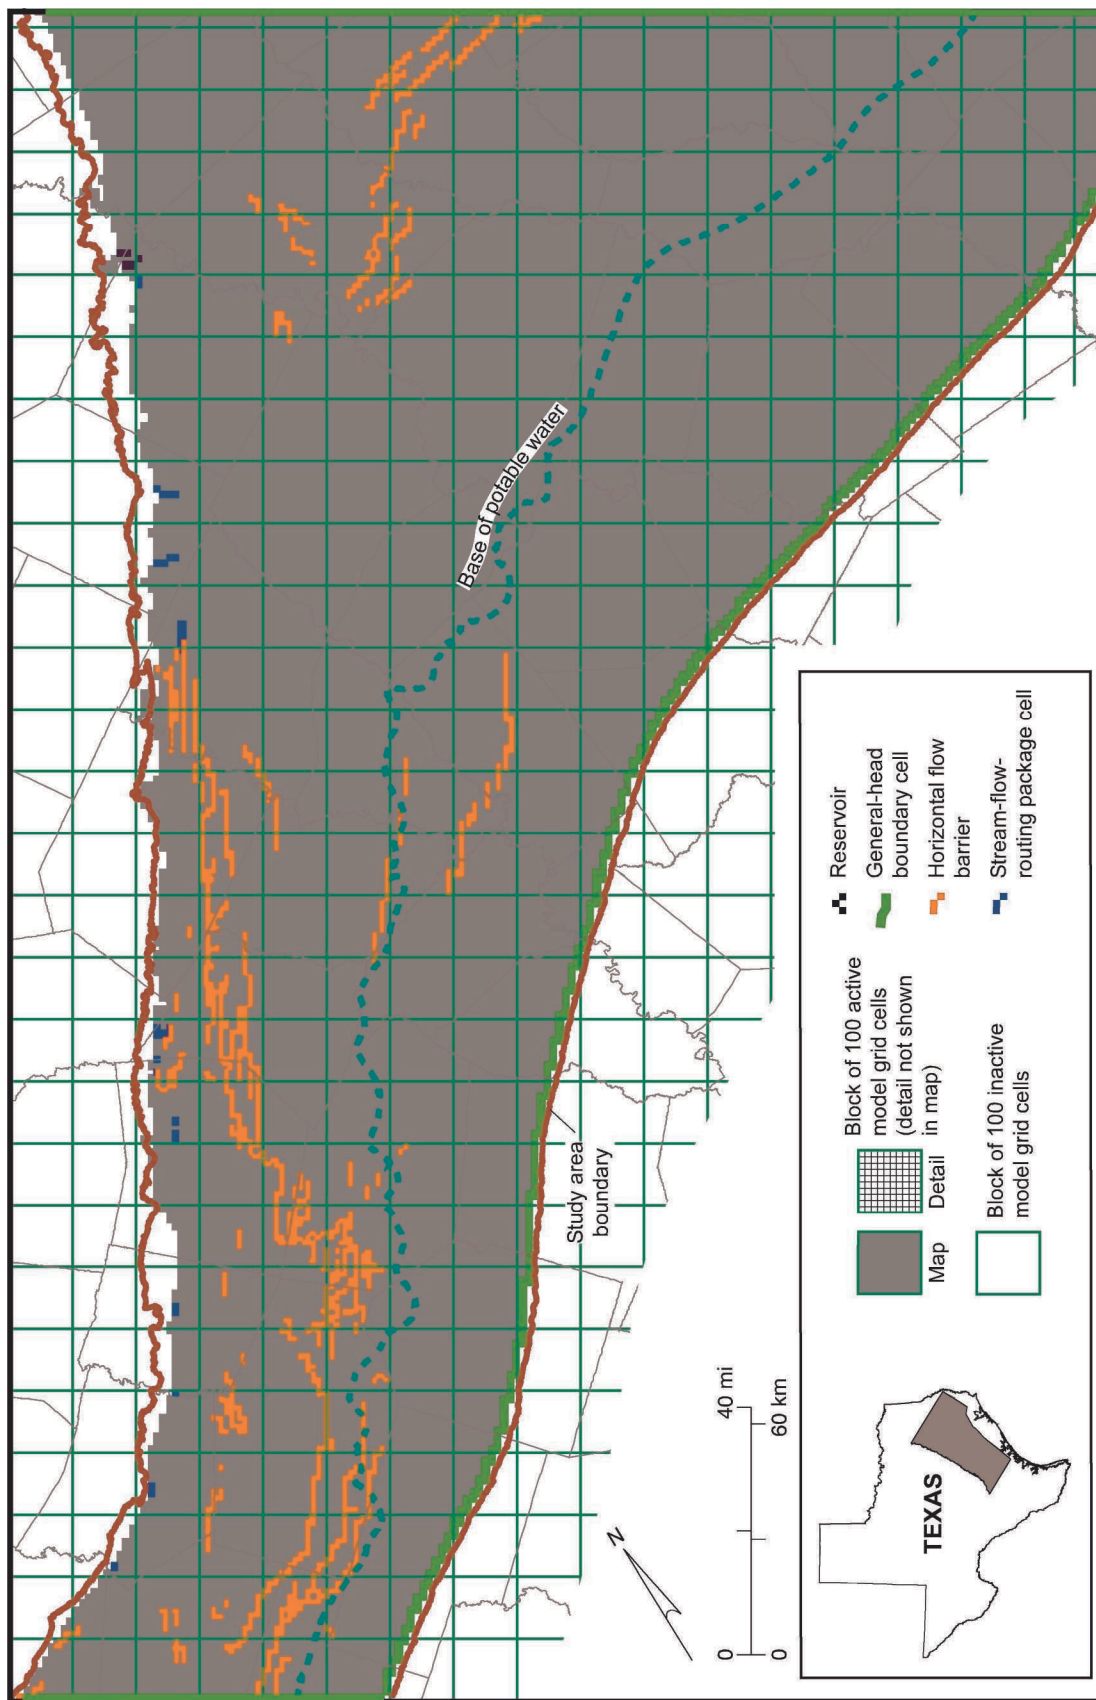 Base of potable water
Study area
boundary
N
0
40 mi
0
60 km
TEXAS
Map
Detail
Block of 100 active
model grid cells
(detail not shown
in map)
Block of 100 inactive
model grid cells
Reservoir
General-head
boundary cell
Horizontal flow
barrier
Stream-flow-
routing package cell